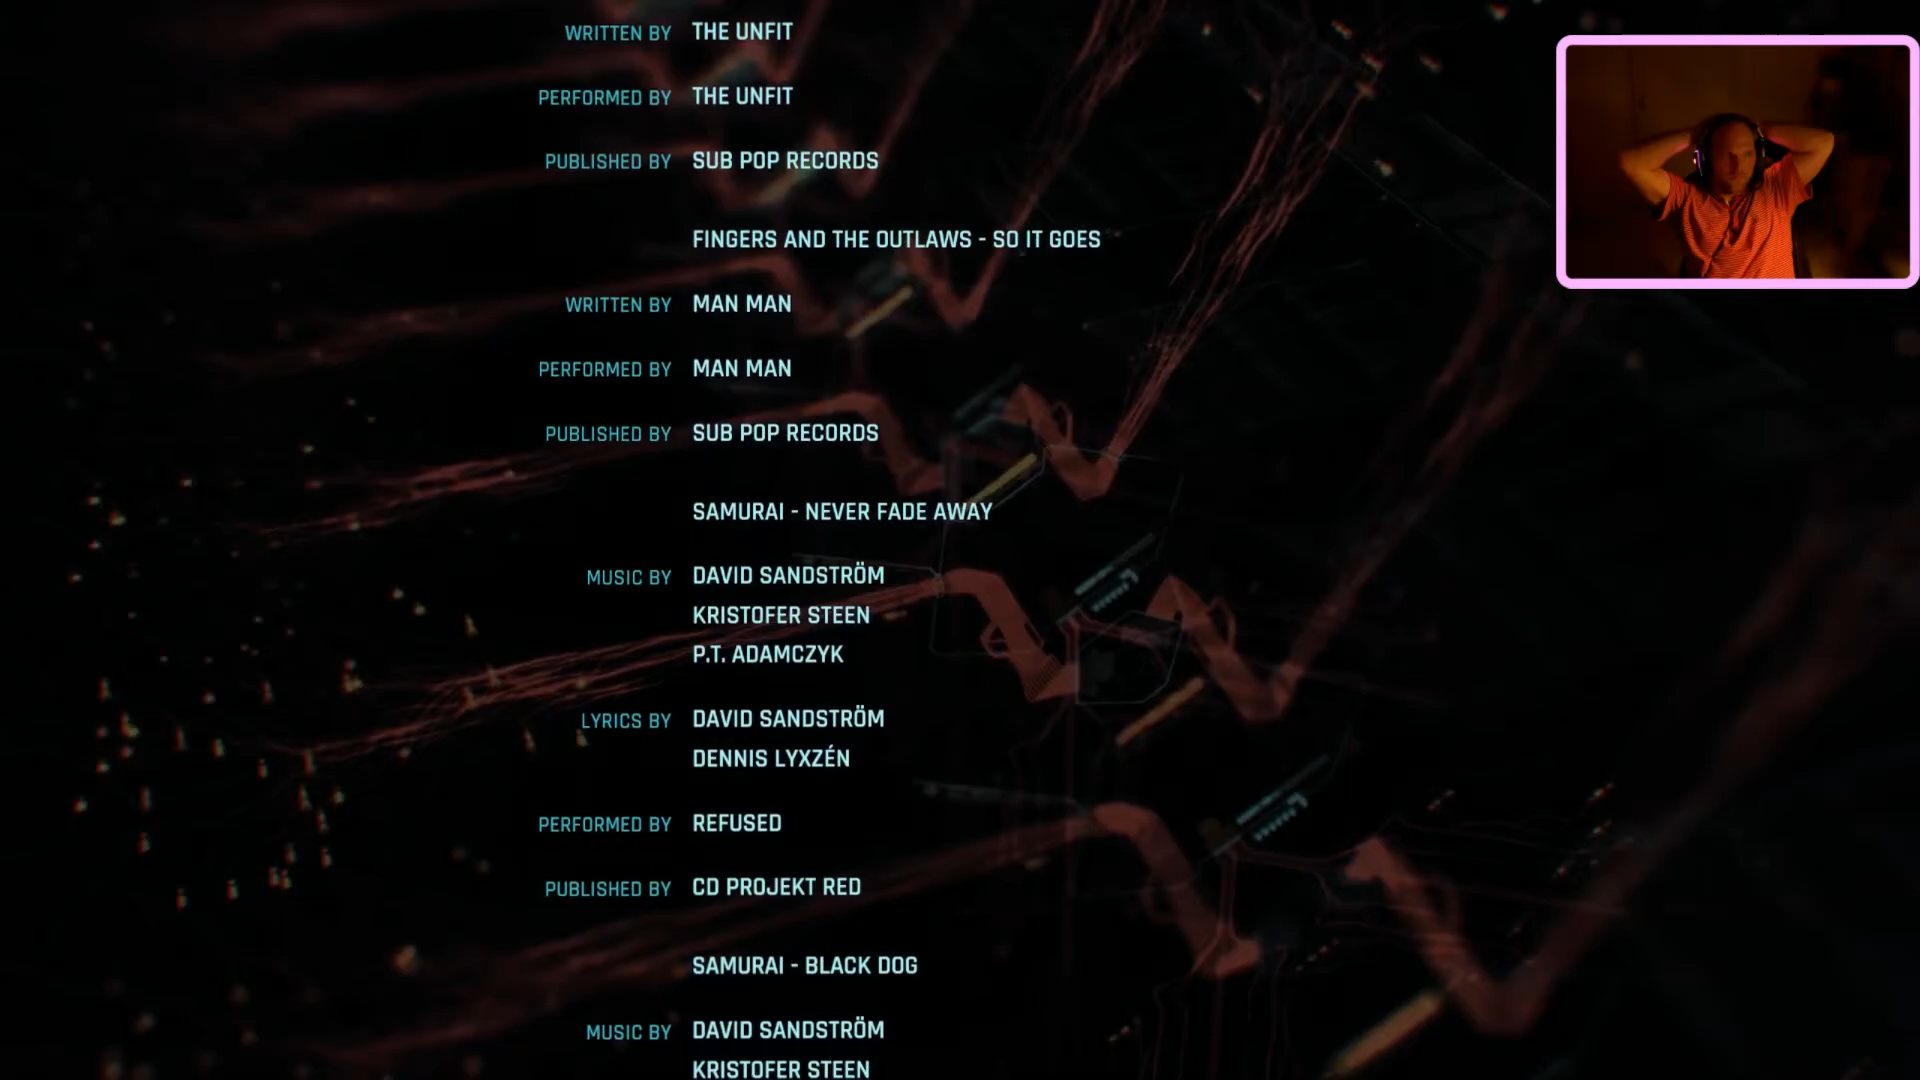 WRITTEN BY THE UNFIT
PERFORMED BY THE UNFIT
PUBLISHED BY SUB POP RECORDS
FINGERS AND THE OUTLAWS - SO IT GOES
WRITTEN BY MAN MAN
PERFORMED BY MAN MAN
PUBLISHED BY SUB POP RECORDS
SAMURAI - NEVER FADE AWAY
MUSIC BY DAVID SANDSTRÖM
KRISTOFER STEEN
P.T. ADAMCZYK
LYRICS BY DAVID SANDSTRÖM
DENNIS LYXZÉN
PERFORMED BY REFUSED
PUBLISHED BY CD PROJEKT RED
SAMURAI - BLACK DOG
MUSIC BY DAVID SANDSTRÖM
KRISTOFER STEEN